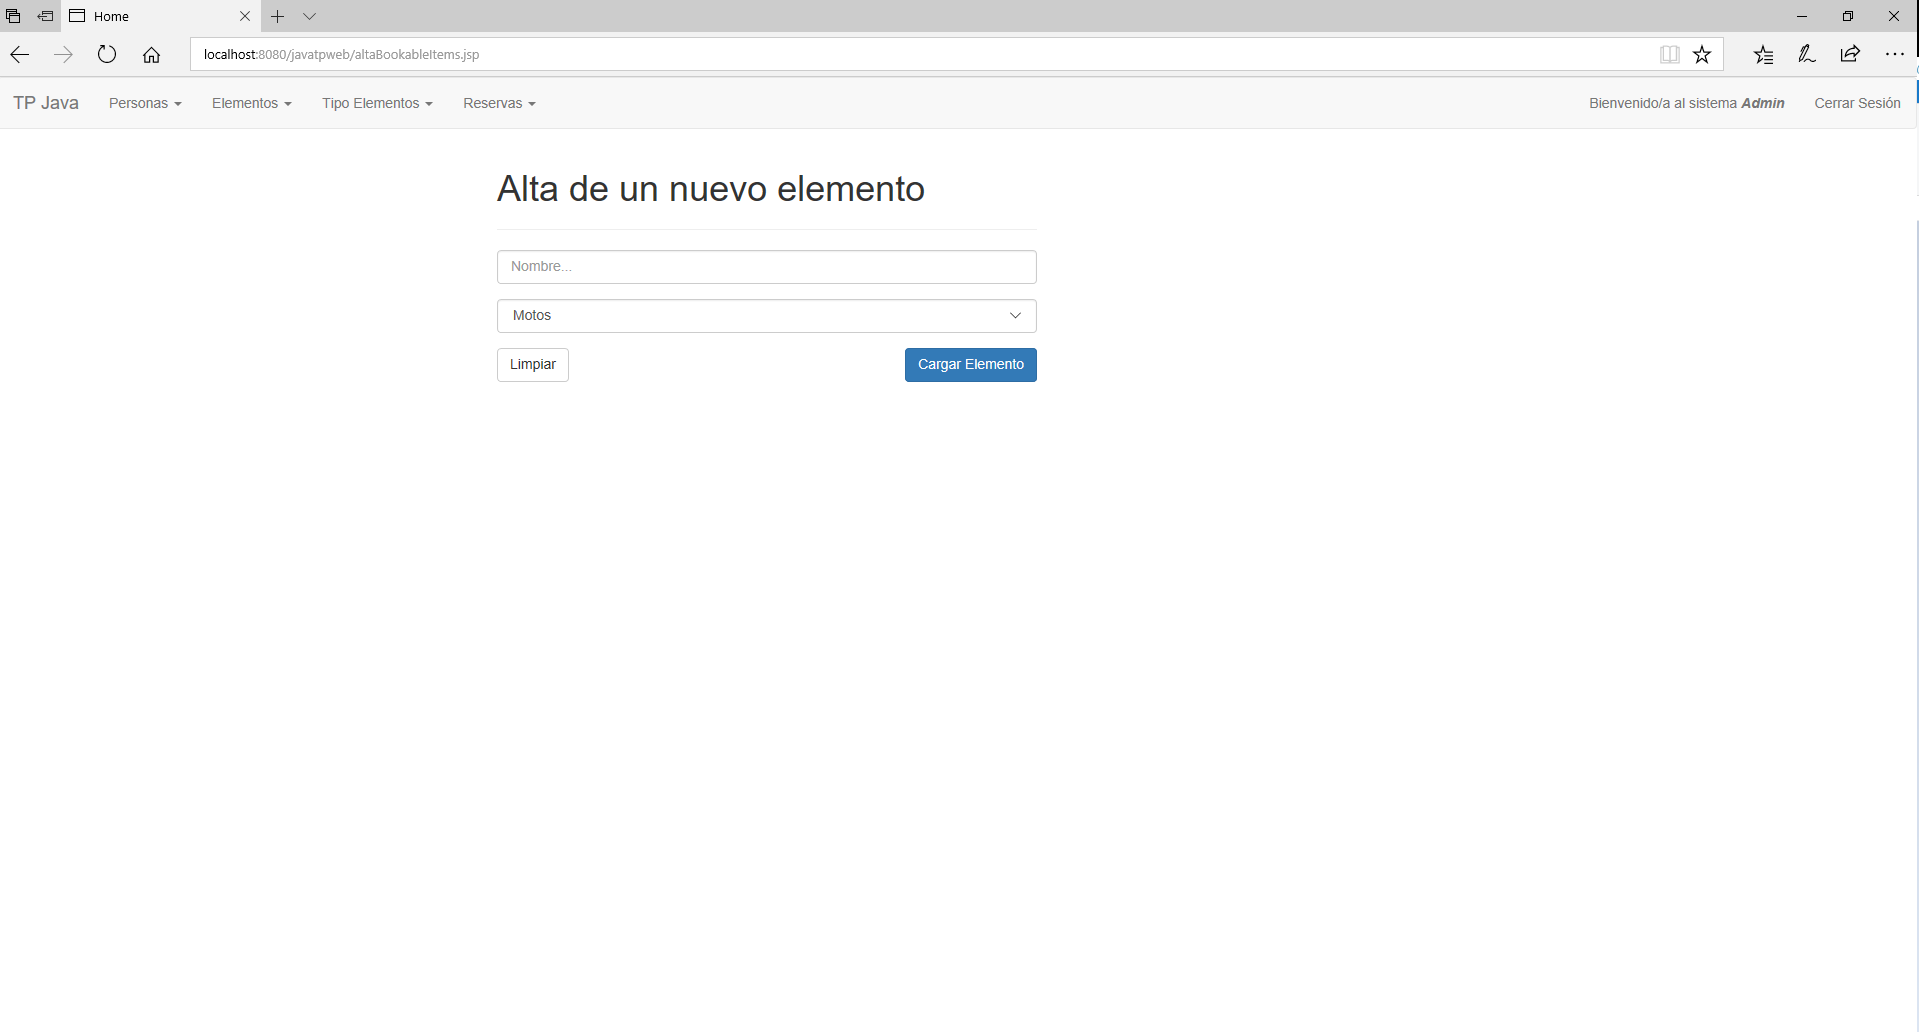 Home
localhost:8080/javatpweb/altaBookableItems.jsp
TP Java Personas Elementos Tipo Elementos Reservas Bienvenido/a al sistema Admin Cerrar Sesión
Alta de un nuevo elemento
Nombre...
Motos
Limpiar Cargar Elemento